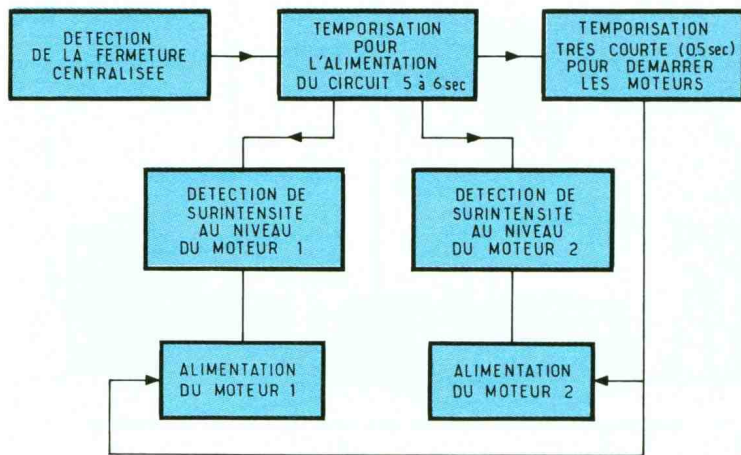 DETECTION
DE LA FERMETURE
CENTRALISEE
TEMPORISATION
POUR
L'ALIMENTATION
DU CIRCUIT 5 à 6 sec
TEMPORISATION
TRES COURTE (0,5 sec)
POUR DEMARRER
LES MOTEURS
DETECTION DE
SURINTENSITE
AU NIVEAU
DU MOTEUR 1
DETECTION DE
SURINTENSITE
AU NIVEAU
DU MOTEUR 2
ALIMENTATION
DU MOTEUR 1
ALIMENTATION
DU MOTEUR 2